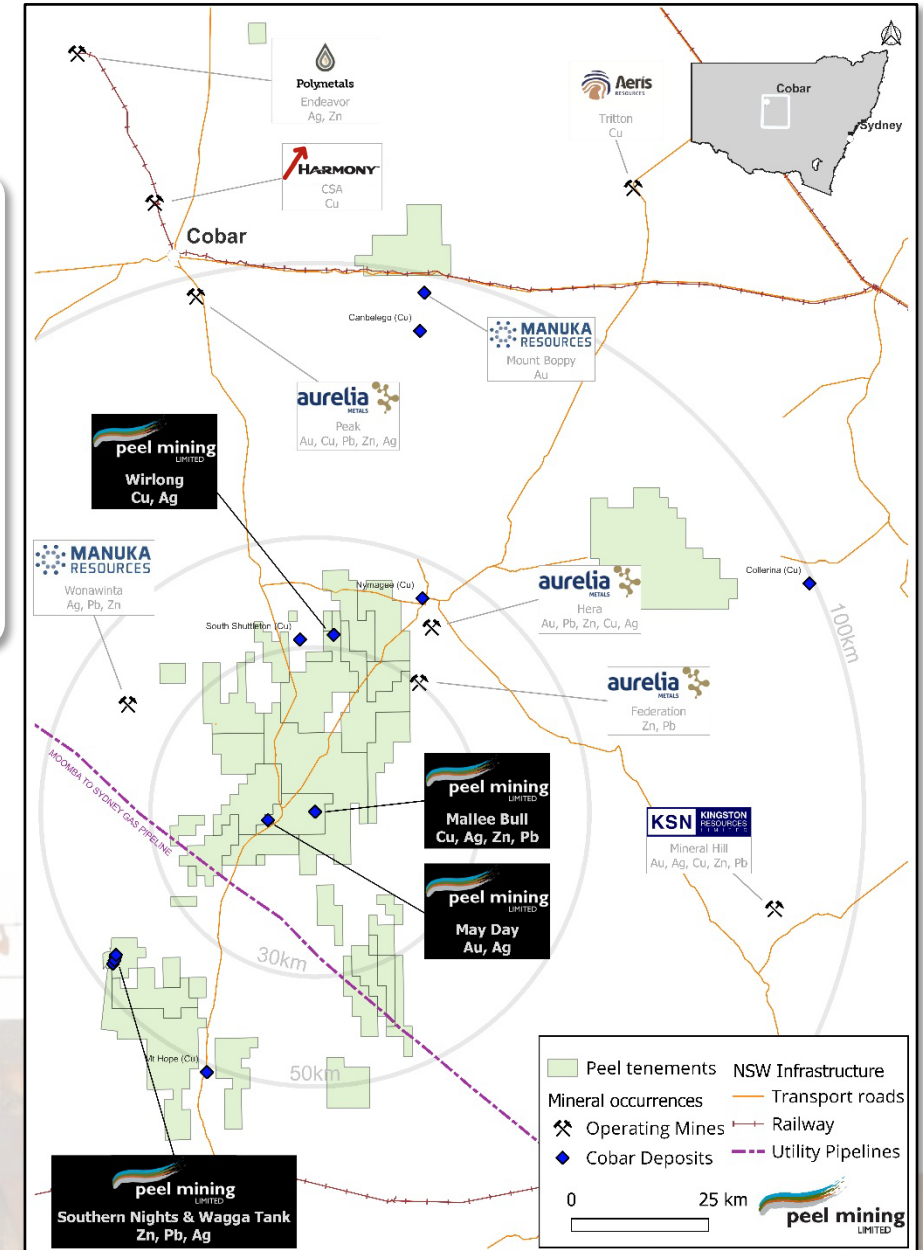 Polymetals
Endeavor
Ag, Zn
HARMONY
CSA
Cu
Aeris
RESOURCES
Tritton
Cu
Cobar
Sydney
Cobar
Canbelego (Cu)
MANUKA
RESOURCES
Mount Boppy
Au
aurelia
METALS
Peak
Au, Cu, Pb, Zn, Ag
peel mining
LIMITED
Wirlong
Cu, Ag
MANUKA
RESOURCES
Wonawinta
Ag, Pb, Zn
Nymagee (Cu)
South Shuttleton (Cu)
aurelia
METALS
Hera
Au, Pb, Zn, Cu, Ag
Collerina (Cu)
100km
aurelia
METALS
Federation
Zn, Pb
MOOMBA TO SYDNEY GAS PIPELINE
peel mining
LIMITED
Mallee Bull
Cu, Ag, Zn, Pb
KSN KINGSTON
RESOURCES
LIMITED
Mineral Hill
Au, Ag, Cu, Zn, Pb
peel mining
LIMITED
May Day
Au, Ag
30km
Mt Hope (Cu)
50km
peel mining
LIMITED
Southern Nights & Wagga Tank
Zn, Pb, Ag
Peel tenements
Mineral occurrences
Operating Mines
Cobar Deposits
NSW Infrastructure
Transport roads
Railway
Utility Pipelines
0 25 km
peel mining
LIMITED